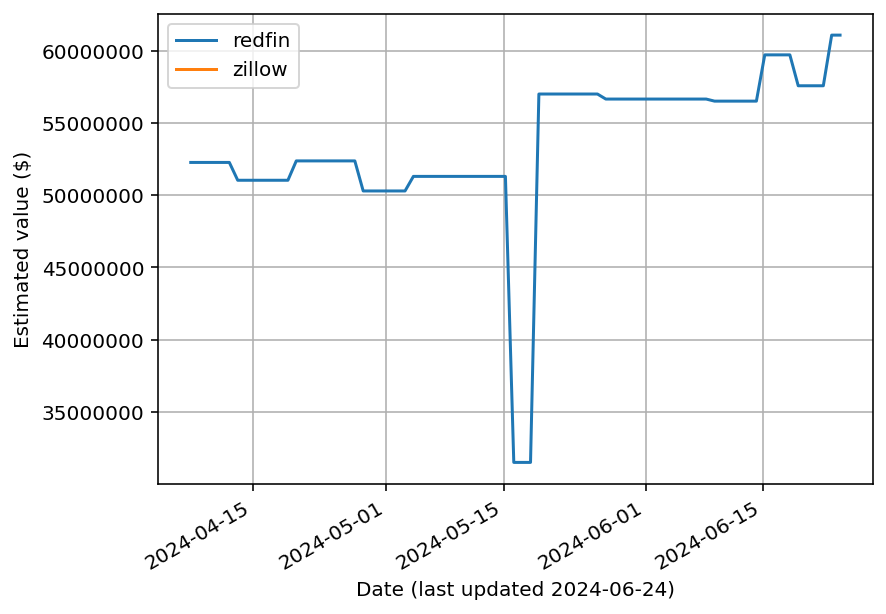 redfin
zillow
60000000
55000000
50000000
45000000
40000000
35000000
Estimated value ($)
2024-04-15
2024-05-01
2024-05-15
2024-06-01
2024-06-15
Date (last updated 2024-06-24)